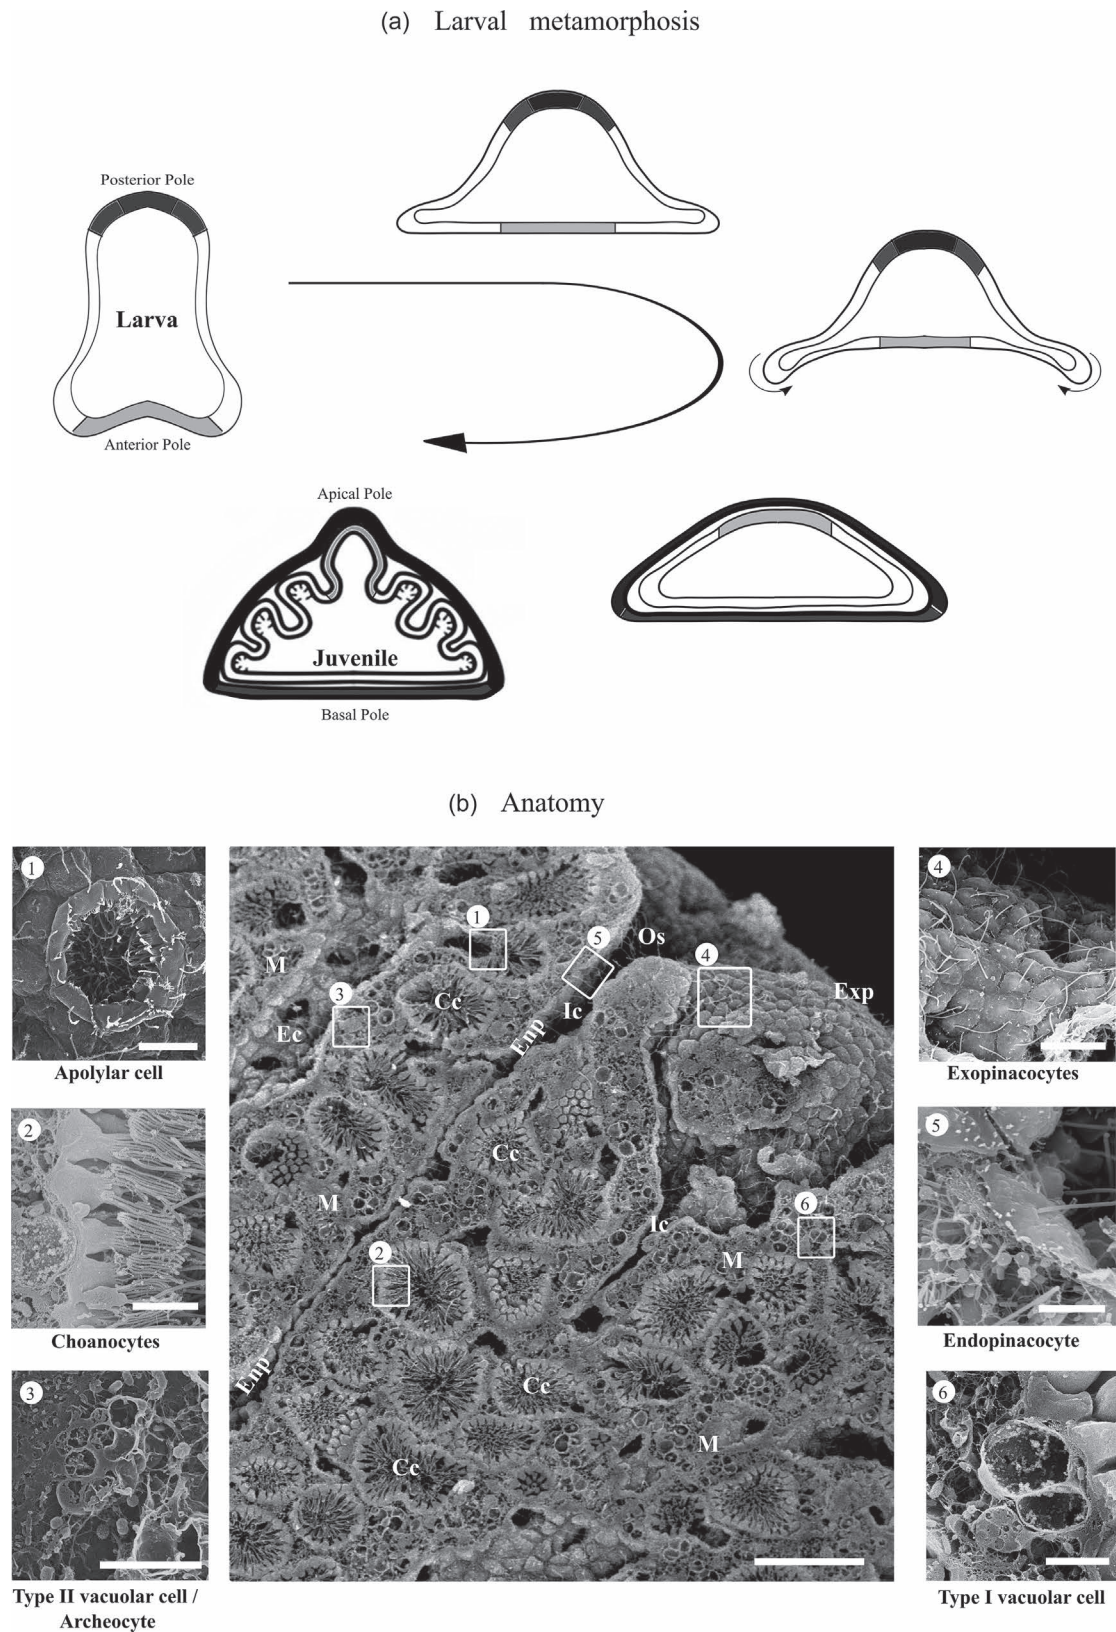 (a) Larval metamorphosis
Posterior Pole
Larva
Anterior Pole
Apical Pole
Juvenile
Basal Pole
(b) Anatomy
1
Apolylar cell
2
Choanocytes
3
Type II vacuolar cell /
Archeocyte
1
5
Os
4
M
3
Cc
Ic
Exp
Ec
Enp
Cc
M
6
Ic
2
M
Enp
Cc
M
Cc
4
Exopinacocytes
5
Endopinacocyte
6
Type I vacuolar cell